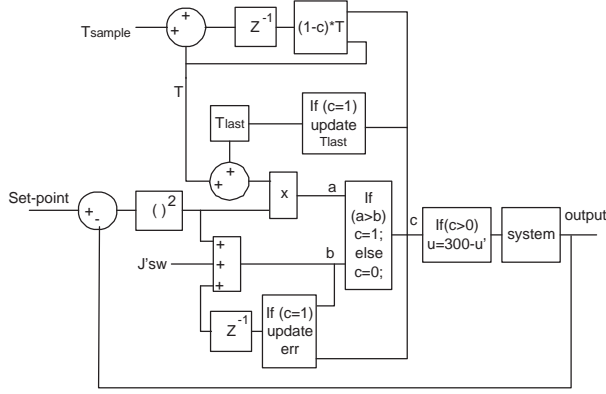 Tsample
+
+
Z-1
(1-c)*T
T
Tlast
If (c=1)
update
Tlast
+
+
Set-point
+
-
( )2
x
a
If
(a>b)
c=1;
else
c=0;
c
If(c>0)
u=300-u'
system
output
+
+
+
J'sw
b
Z-1
If (c=1)
update
err